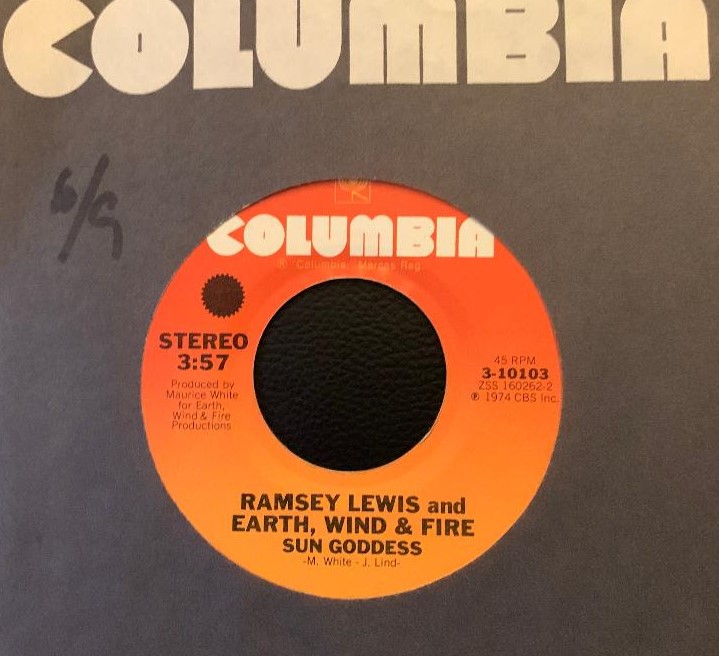 COLUMBIA
6/9
COLUMBIA
® "Columbia," Marcas Reg.
STEREO
3:57
Produced by
Maurice White
for Earth,
Wind & Fire
Productions
45 RPM
3-10103
ZSS 160262-2
℗ 1974 CBS Inc.
RAMSEY LEWIS and
EARTH, WIND & FIRE
SUN GODDESS
-M. White - J. Lind-